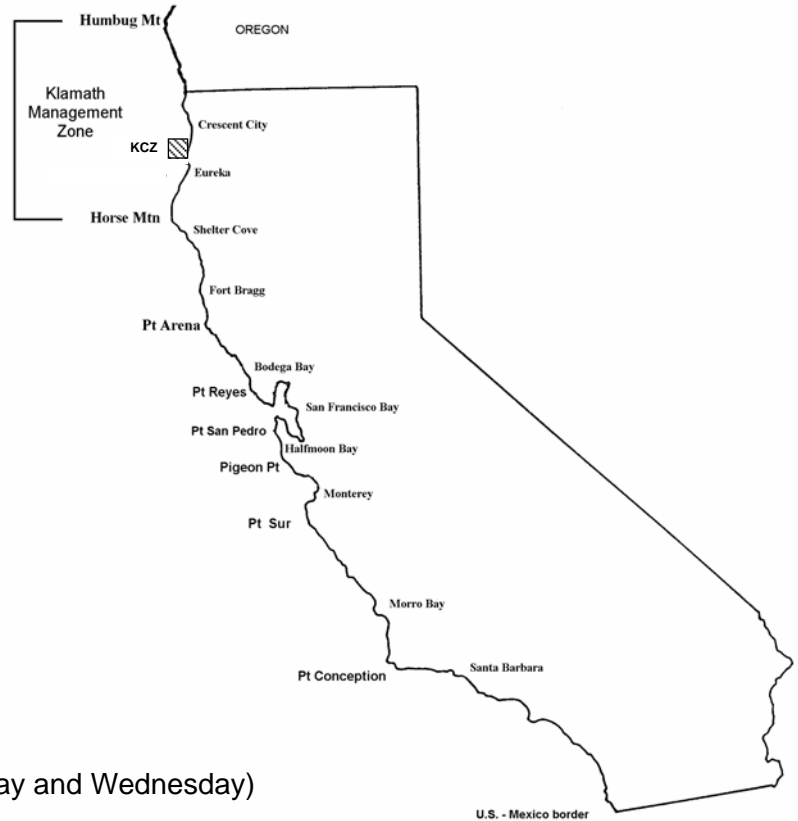 Humbug Mt
OREGON
Klamath
Management
Zone
Crescent City
KCZ
Eureka
Horse Mtn
Shelter Cove
Fort Bragg
Pt Arena
Bodega Bay
Pt Reyes
San Francisco Bay
Pt San Pedro
Halfmoon Bay
Pigeon Pt
Monterey
Pt Sur
Morro Bay
Pt Conception
Santa Barbara
ay and Wednesday)
U.S. - Mexico border